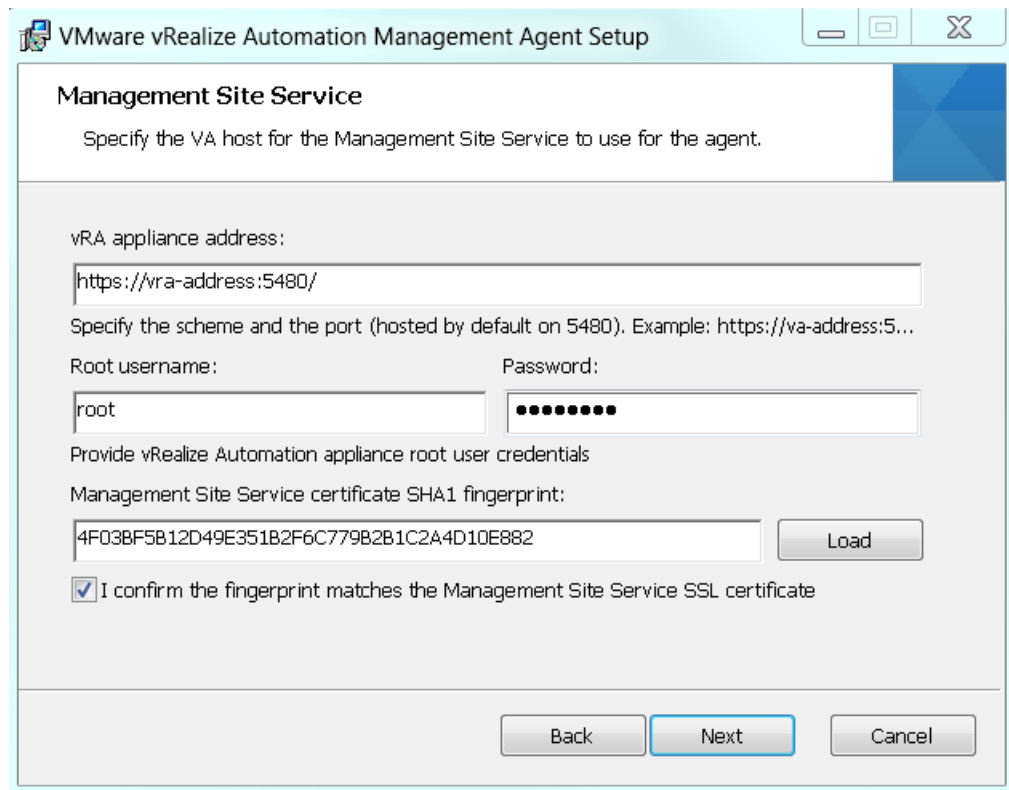 VMware vRealize Automation Management Agent Setup
Management Site Service
Specify the VA host for the Management Site Service to use for the agent.
vRA appliance address:
https://vra-address:5480/
Specify the scheme and the port (hosted by default on 5480). Example: https://va-address:5...
Root username: Password:
root ●●●●●●●●
Provide vRealize Automation appliance root user credentials
Management Site Service certificate SHA1 fingerprint:
4F03BF5B12D49E351B2F6C779B2B1C2A4D10E882 Load
I confirm the fingerprint matches the Management Site Service SSL certificate
Back Next Cancel